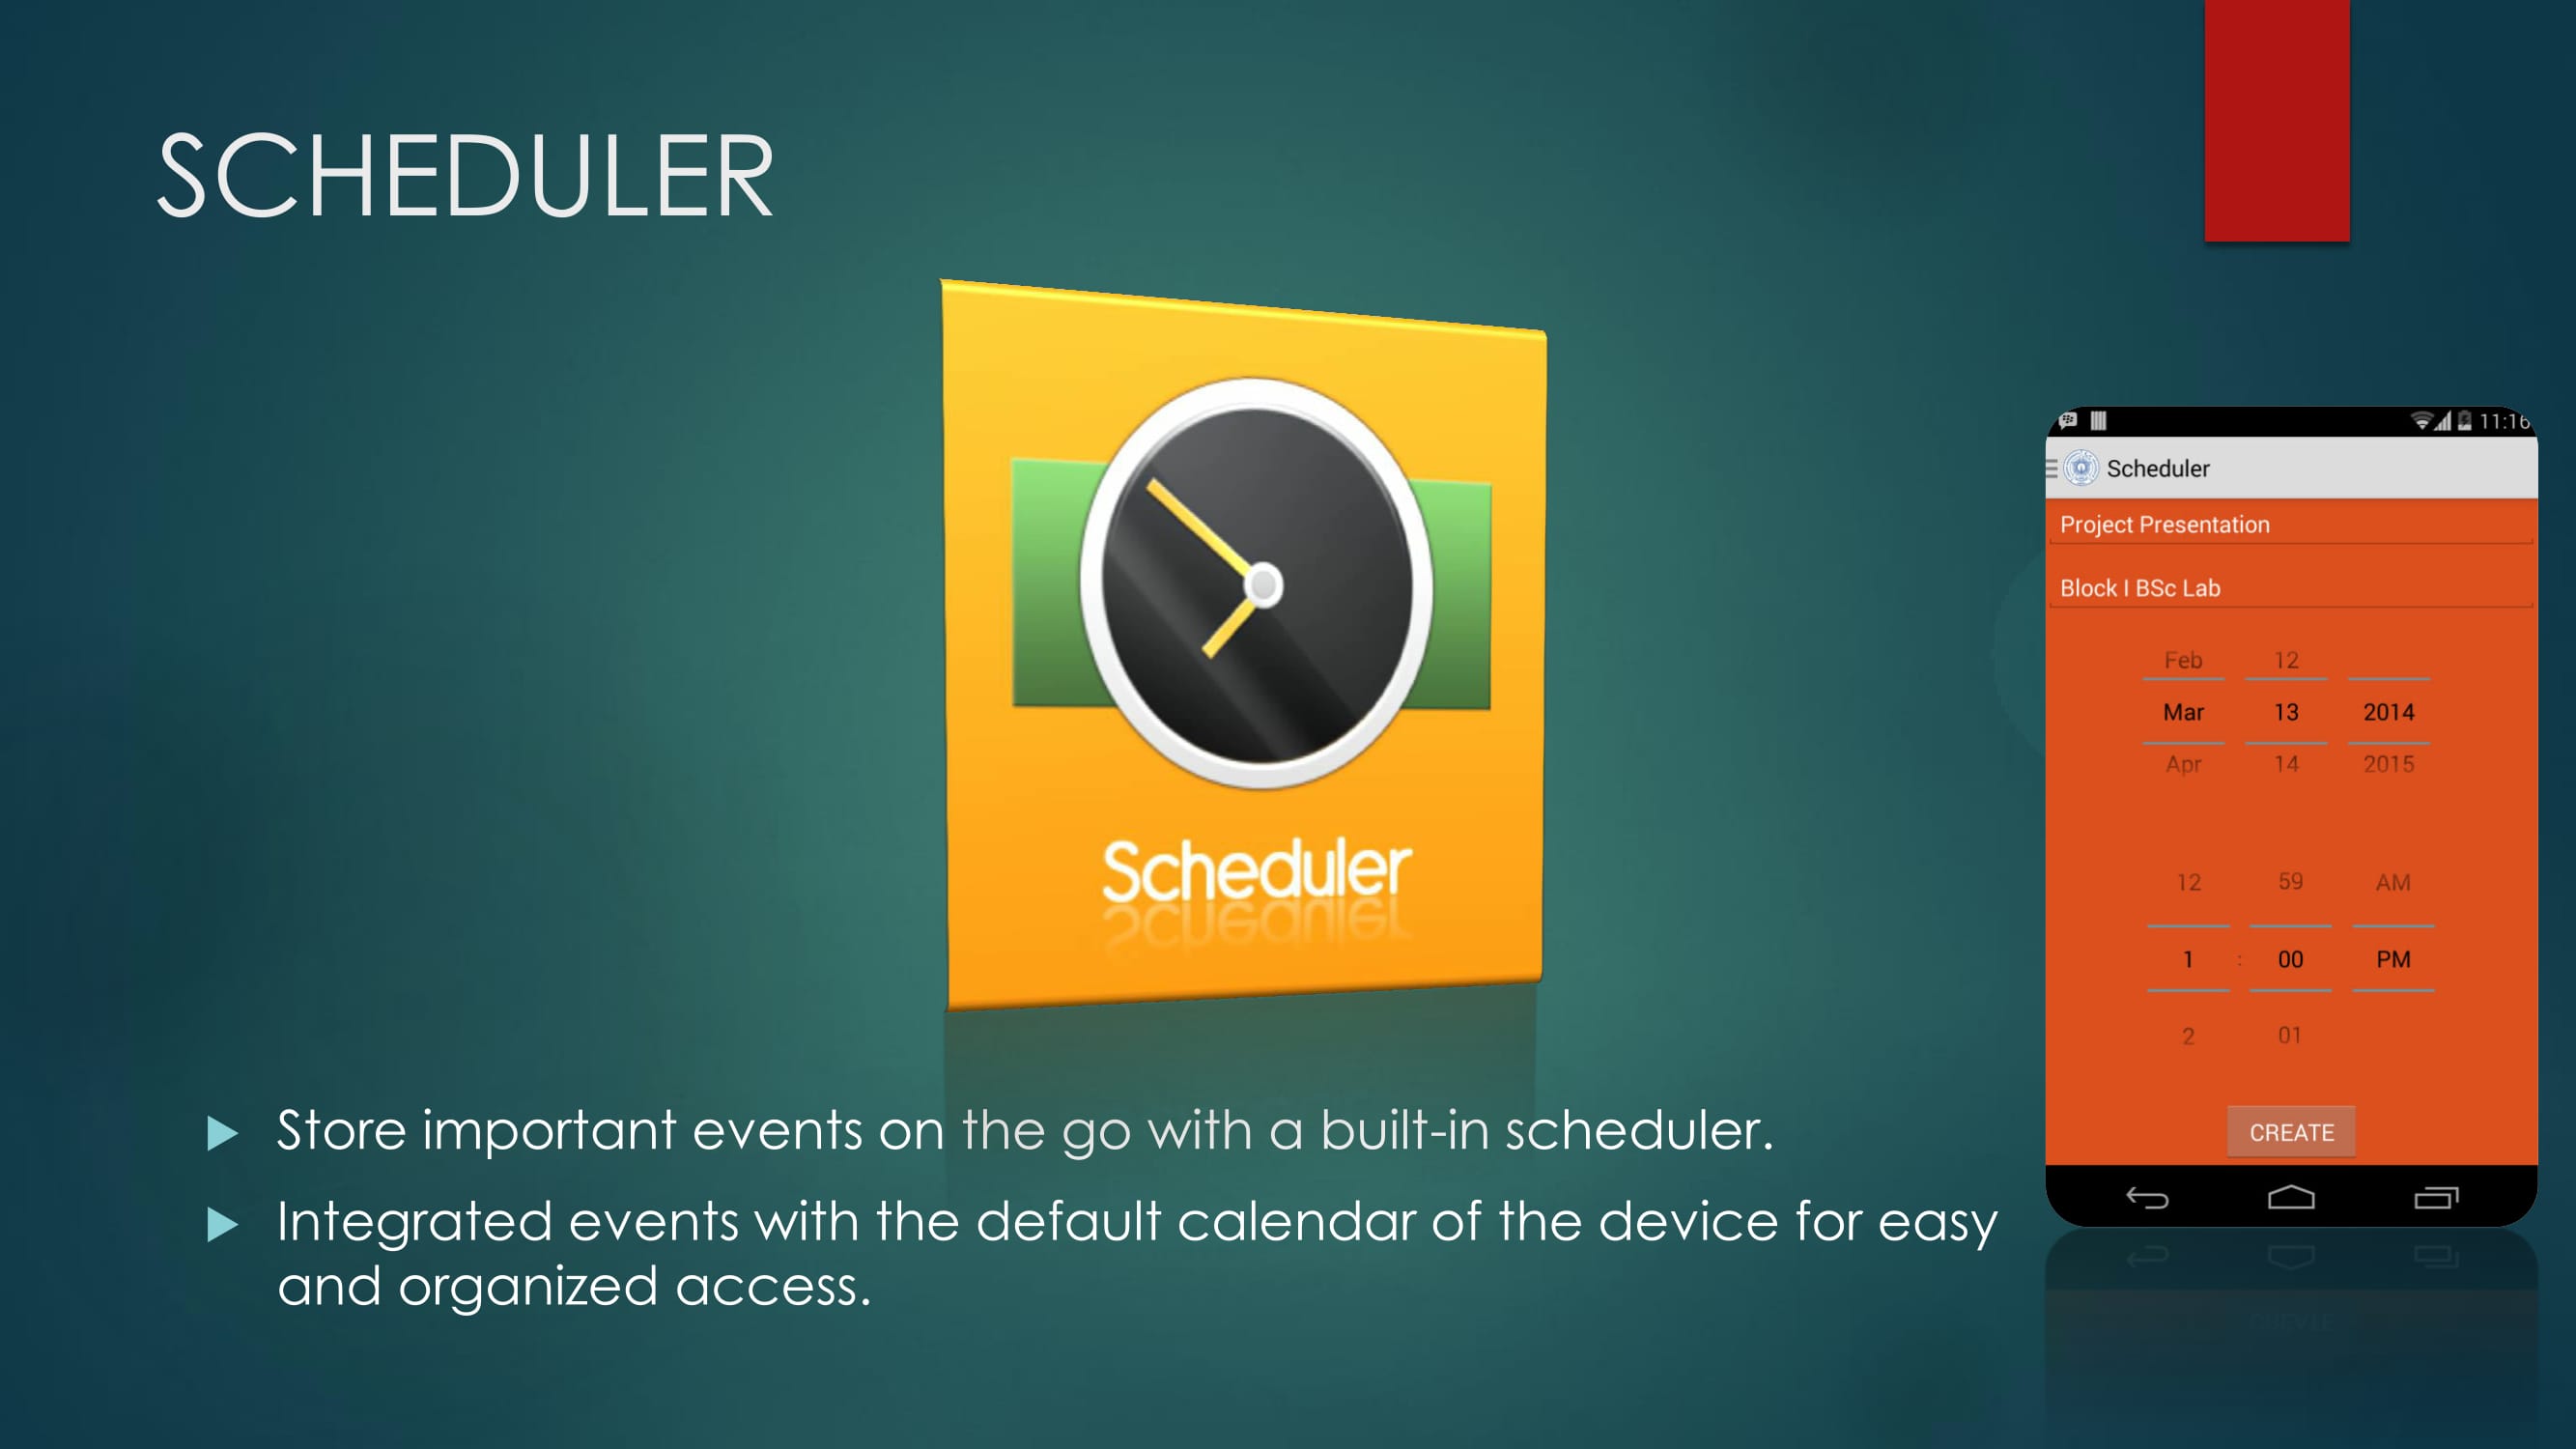 SCHEDULER
Scheduler
Store important events on the go with a built-in scheduler.
Integrated events with the default calendar of the device for easy
and organized access.
11:16
Scheduler
Project Presentation
Block I BSc Lab
Feb 12
Mar 13 2014
Apr 14 2015
12 59 AM
1 : 00 PM
2 01
CREATE